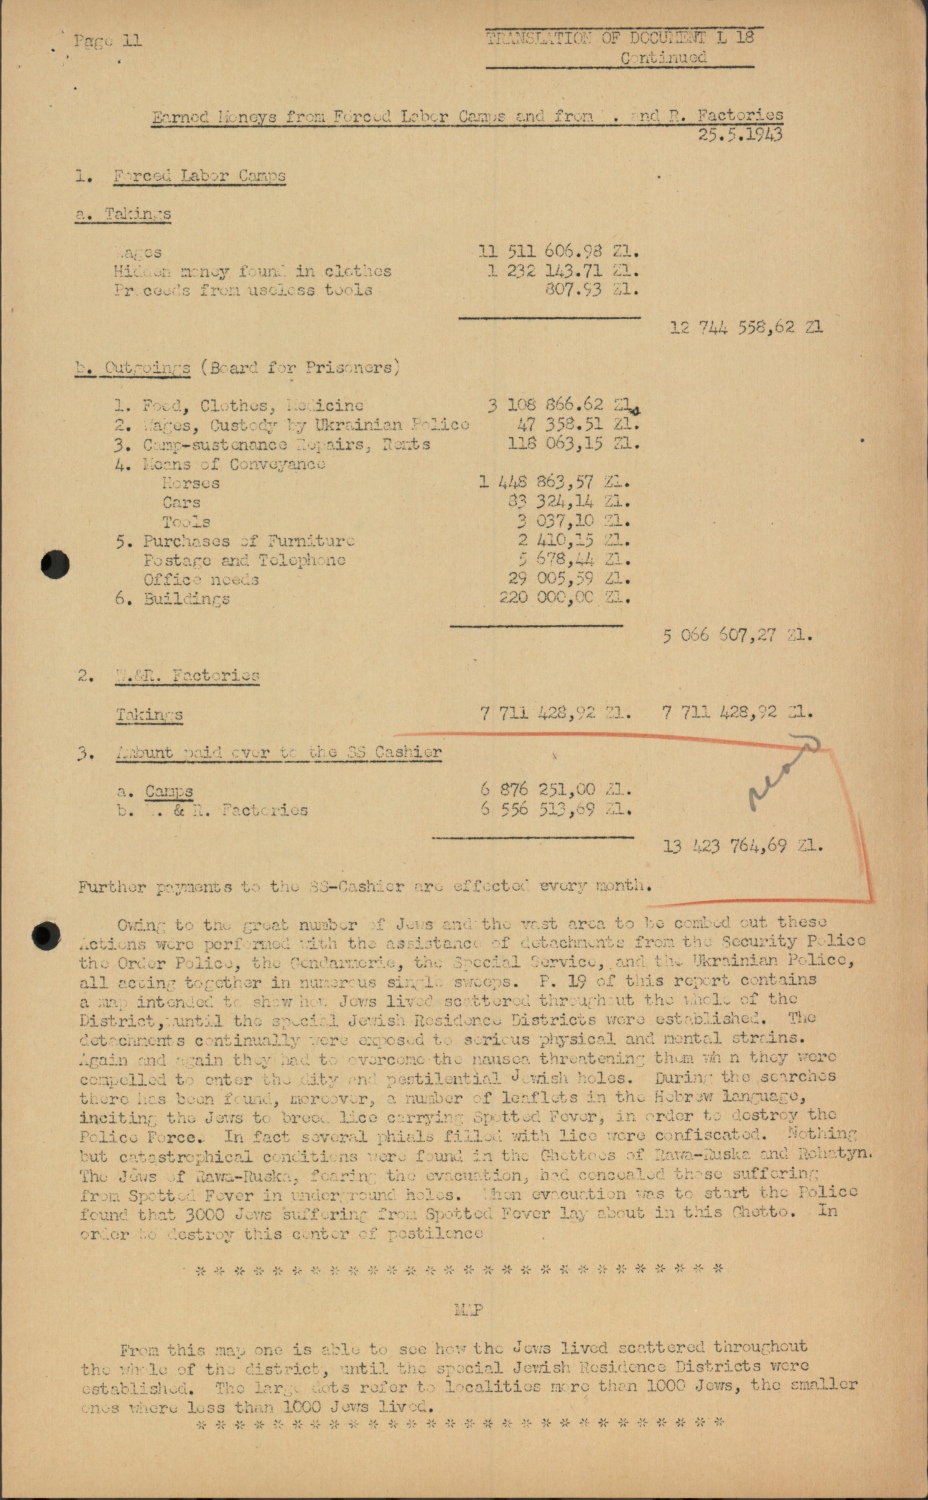 Page 11
TRANSLATION OF DOCUMENT L 18
Continued
Earned Moneys from Forced Labor Camps and from . and R. Factories
25.5.1943
1. Forced Labor Camps
a. Takings
Wages 11 511 606.98 Zl.
Hidden money found in clothes 1 232 143.71 Zl.
Proceeds from useless tools 807.93 Zl.
12 744 558,62 Zl
b. Outgoings (Board for Prisoners)
1. Food, Clothes, Medicine 3 108 866.62 Zl.
2. Wages, Custody by Ukrainian Police 47 358.51 Zl.
3. Camp-sustenance Repairs, Rents 118 063,15 Zl.
4. Means of Conveyance
Horses 1 448 863,57 Zl.
Cars 83 324,14 Zl.
Tools 3 037,10 Zl.
5. Purchases of Furniture 2 410,15 Zl.
Postage and Telephone 5 678,44 Zl.
Office needs 29 005,59 Zl.
6. Buildings 220 000,00 Zl.
5 066 607,27 Zl.
2. W.&R. Factories
Takings 7 711 428,92 Zl. 7 711 428,92 Zl.
3. Ambunt paid over to the SS Cashier
read
a. Camps 6 876 251,00 Zl.
b. . & R. Factories 6 556 513,69 Zl.
13 423 764,69 Zl.
Further payments to the SS-Cashier are effected every month.
Owing to the great number of Jews and the vast area to be combed out these
Actions were performed with the assistance of detachments from the Security Police
the Order Police, the Gendarmerie, the Special Service, and the Ukrainian Police,
all acting together in numerous single sweeps. P. 19 of this report contains
a map intended to show how Jews lived scattered throughout the whole of the
District, until the special Jewish Residence Districts were established. The
detachments continually were exposed to serious physical and mental strains.
Again and again they had to overcome the nausea threatening them wh n they were
compelled to enter the dity and pestilential Jewish holes. During the searches
there has been found, moreover, a number of leaflets in the Hebrew language,
inciting the Jews to breed lice carrying Spotted Fever, in order to destroy the
Police Force. In fact several phials filled with lice were confiscated. Nothing
but catastrophical conditions were found in the Ghettoes of Rawa-Ruska and Rohatyn.
The Jews of Rawa-Ruska, fearing the evacuation, had concealed those suffering
from Spotted Fever in underground holes. When evacuation was to start the Police
found that 3000 Jews suffering from Spotted Fever lay about in this Ghetto. In
order to destroy this center of pestilence
* * * * * * * * * * * * * * * * * * * * * * * * * * * *
MAP
From this map one is able to see how the Jews lived scattered throughout
the whole of the district, until the special Jewish Residence Districts were
established. The large dots refer to localities more than 1000 Jews, the smaller
ones where less than 1000 Jews lived.
* * * * * * * * * * * * * * * * * * * * * * * * * * * *